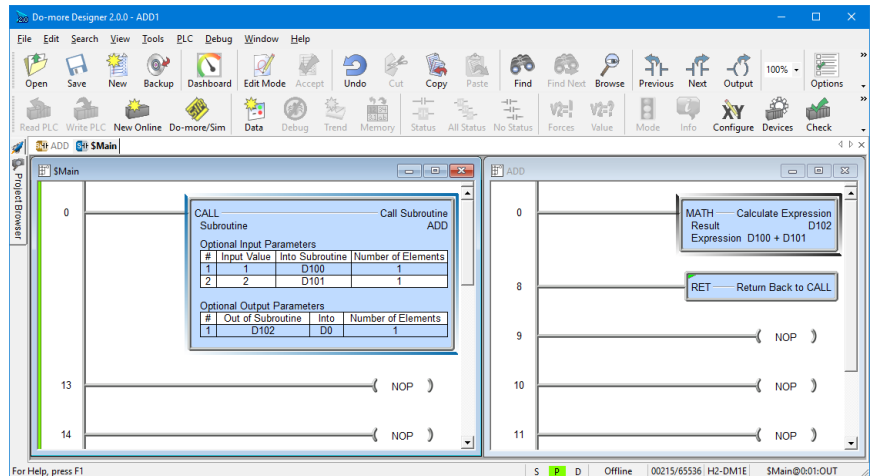 Do-more Designer 2.0.0 - ADD1
File Edit Search View Tools PLC Debug Window Help
Open Save New Backup Dashboard Edit Mode Accept Undo Cut Copy Paste Find Find Next Browse Previous Next Output 100% Options
Read PLC Write PLC New Online Do-more/Sim Data Debug Trend Memory Status All Status No Status Forces Value Mode Info Configure Devices Check
ADD $Main
Project Browser
$Main
0
CALL Call Subroutine
Subroutine ADD
Optional Input Parameters
# Input Value Into Subroutine Number of Elements
1 1 D100 1
2 2 D101 1
Optional Output Parameters
# Out of Subroutine Into Number of Elements
1 D102 D0 1
13 NOP
14 NOP
ADD
0
MATH Calculate Expression
Result D102
Expression D100 + D101
8 RET Return Back to CALL
9 NOP
10 NOP
11 NOP
For Help, press F1 S P D Offline 00215/65536 H2-DM1E $Main@0:01:OUT